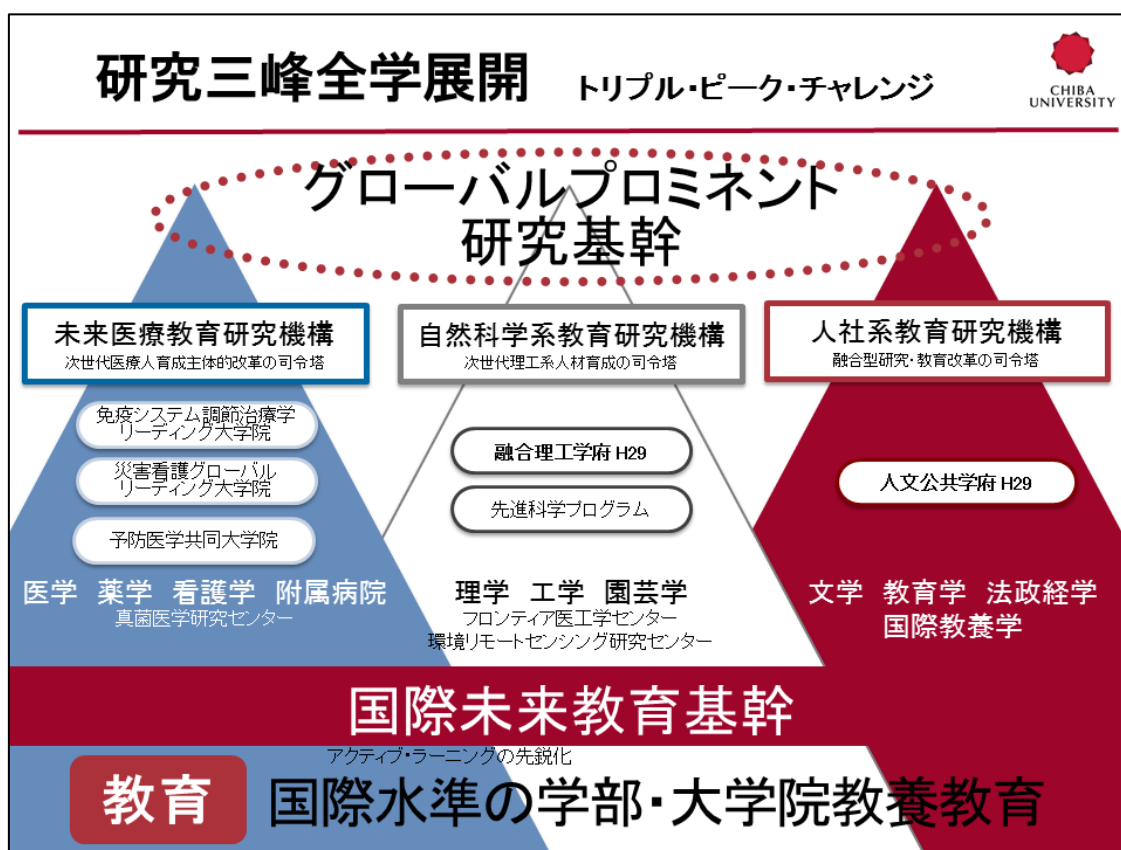 研究三峰全学展開 トリプル・ピーク・チャレンジ
CHIBA
UNIVERSITY
グローバルプロミネント
研究基幹
未来医療教育研究機構
次世代医療人育成主体的改革の司令塔
自然科学系教育研究機構
次世代理工系人材育成の司令塔
人社系教育研究機構
融合型研究・教育改革の司令塔
免疫システム調節治療学
リーディング大学院
災害看護グローバル
リーディング大学院
予防医学共同大学院
融合理工学府 H29
先進科学プログラム
人文公共学府 H29
医学 薬学 看護学 附属病院
真菌医学研究センター
理学 工学 園芸学
フロンティア医工学センター
環境リモートセンシング研究センター
文学 教育学 法政経学
国際教養学
国際未来教育基幹
アクティブ・ラーニングの先鋭化
教育 国際水準の学部・大学院教養教育